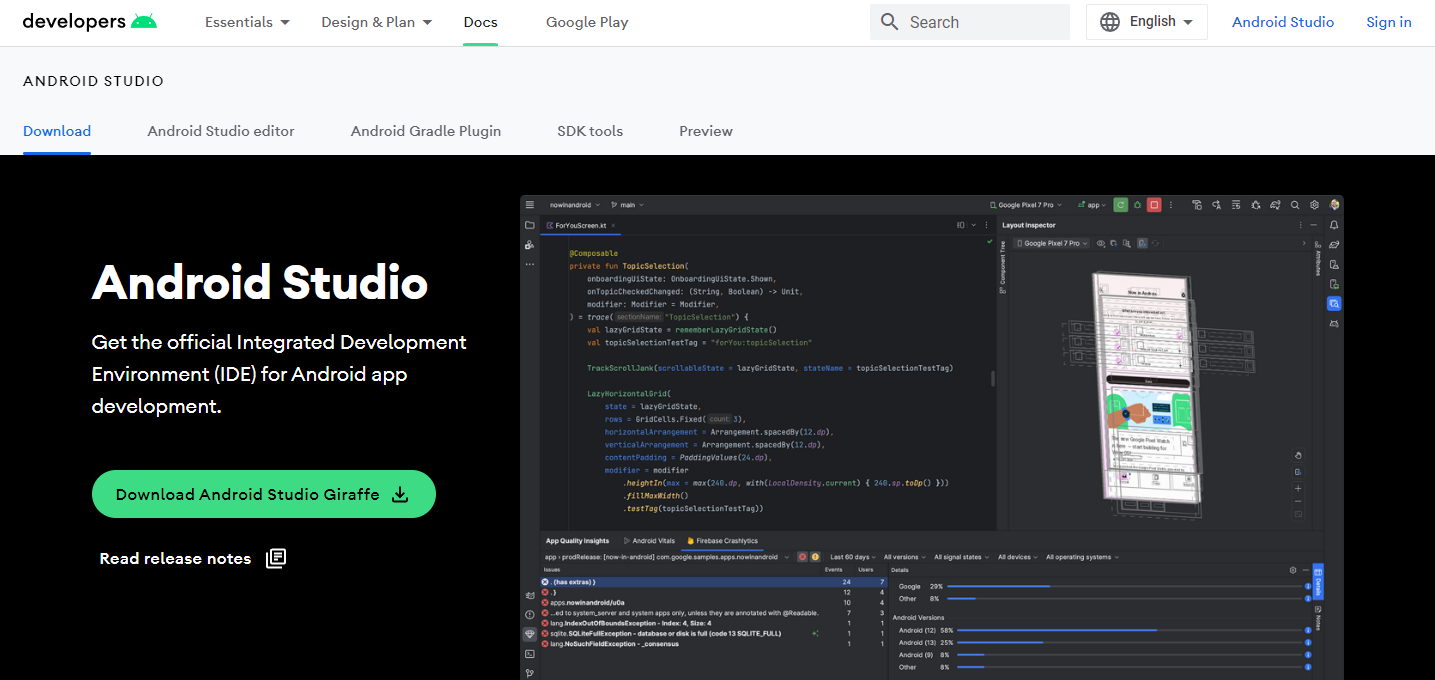 developers Essentials Design & Plan Docs Google Play Search English Android Studio Sign in
ANDROID STUDIO
Download Android Studio editor Android Gradle Plugin SDK tools Preview
Android Studio
Get the official Integrated Development
Environment (IDE) for Android app
development.
Download Android Studio Giraffe
Read release notes
nowinandroid main Google Pixel 7 Pro app
ForYouScreen.kt
@Composable
private fun TopicSelection(
onboardingUiState: OnboardingUiState.Shown,
onTopicCheckedChanged: (String, Boolean) -> Unit,
modifier: Modifier = Modifier,
) = trace( sectionName: "TopicSelection") {
val lazyGridState = rememberLazyGridState()
val topicSelectionTestTag = "forYou:topicSelection"
TrackScrollJank(scrollableState = lazyGridState, stateName = topicSelectionTestTag)
LazyHorizontalGrid(
state = lazyGridState,
rows = GridCells.Fixed( count: 3),
horizontalArrangement = Arrangement.spacedBy(12.dp),
verticalArrangement = Arrangement.spacedBy(12.dp),
contentPadding = PaddingValues(24.dp),
modifier = modifier
.heightIn(max = max(240.dp, with(LocalDensity.current) { 240.sp.toDp() }))
.fillMaxWidth()
.testTag(topicSelectionTestTag))
Layout Inspector
Google Pixel 7 Pro
Component Tree
Attributes
Now in Android
App Quality Insights Android Vitals Firebase Crashlytics
app › prodRelease: [now-in-android] com.google.samples.apps.nowinandroid Last 60 days All versions All signal states All devices All operating systems
Issues Events Users
. (has extras) } 24 7
. } 12 4
apps.nowinandroid/u0a 10 4
...ed to system_server and system apps only, unless they are annotated with @Readable. 7 3
lang.IndexOutOfBoundsException - Index: 4, Size: 4 1 1
sqlite.SQLiteFullException - database or disk is full (code 13 SQLITE_FULL) 1 1
lang.NoSuchFieldException - _consensus 1 1
Details
Google 29%
Other 8%
Android Versions
Android (12) 58%
Android (13) 25%
Android (9) 8%
Other 8%
Details
Notes